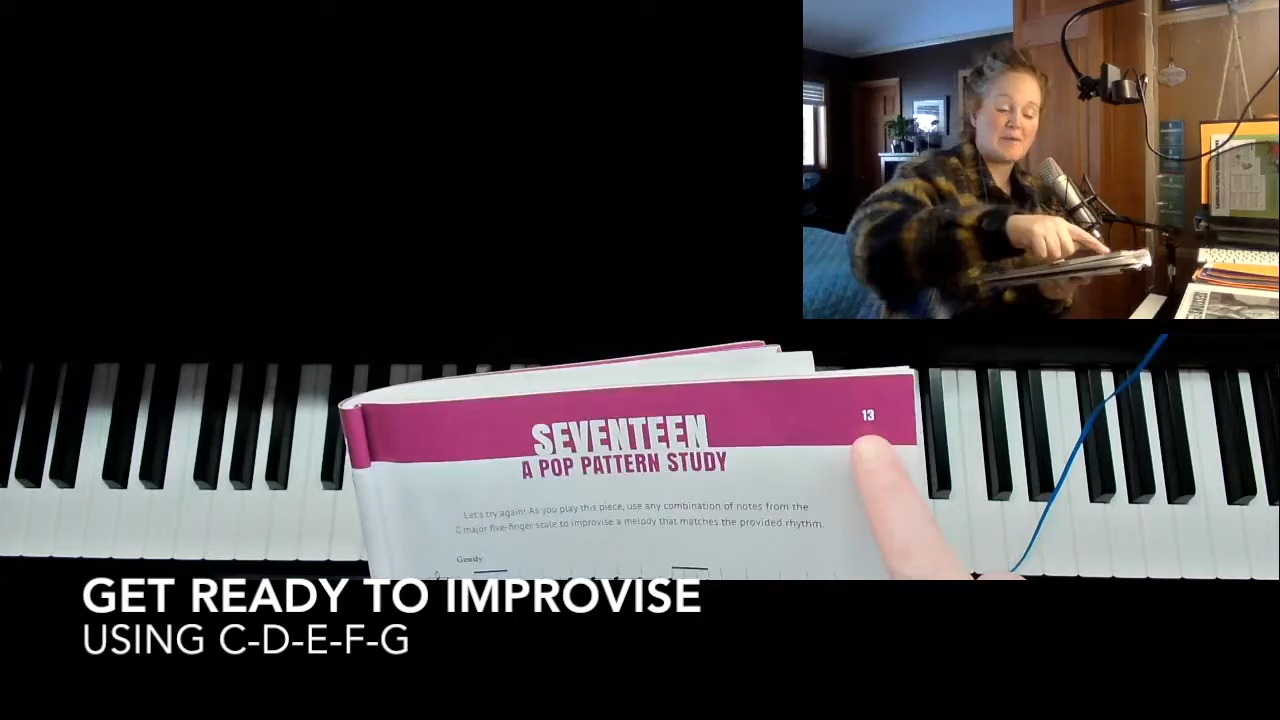 13
SEVENTEEN
A POP PATTERN STUDY
Let's try again! As you play this piece, use any combination of notes from the
C major five-finger scale to improvise a melody that matches the provided rhythm.
Gently
GET READY TO IMPROVISE
USING C-D-E-F-G